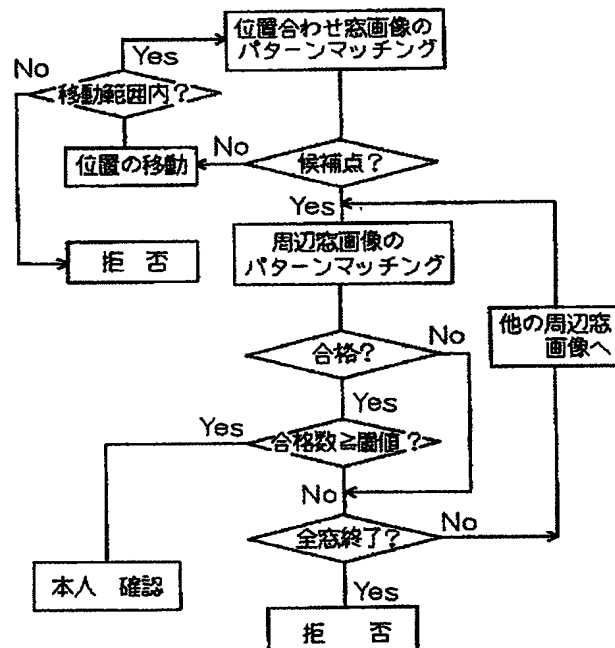 位置合わせ窓画像の
パターンマッチング
Yes
No
移動範囲内?
No
位置の移動
候補点?
Yes
周辺窓画像の
パターンマッチング
拒 否
他の周辺窓
画像へ
No
合格?
Yes
Yes
合格数≧閾値?
No
全窓終了?
No
本人 確認
Yes
拒 否